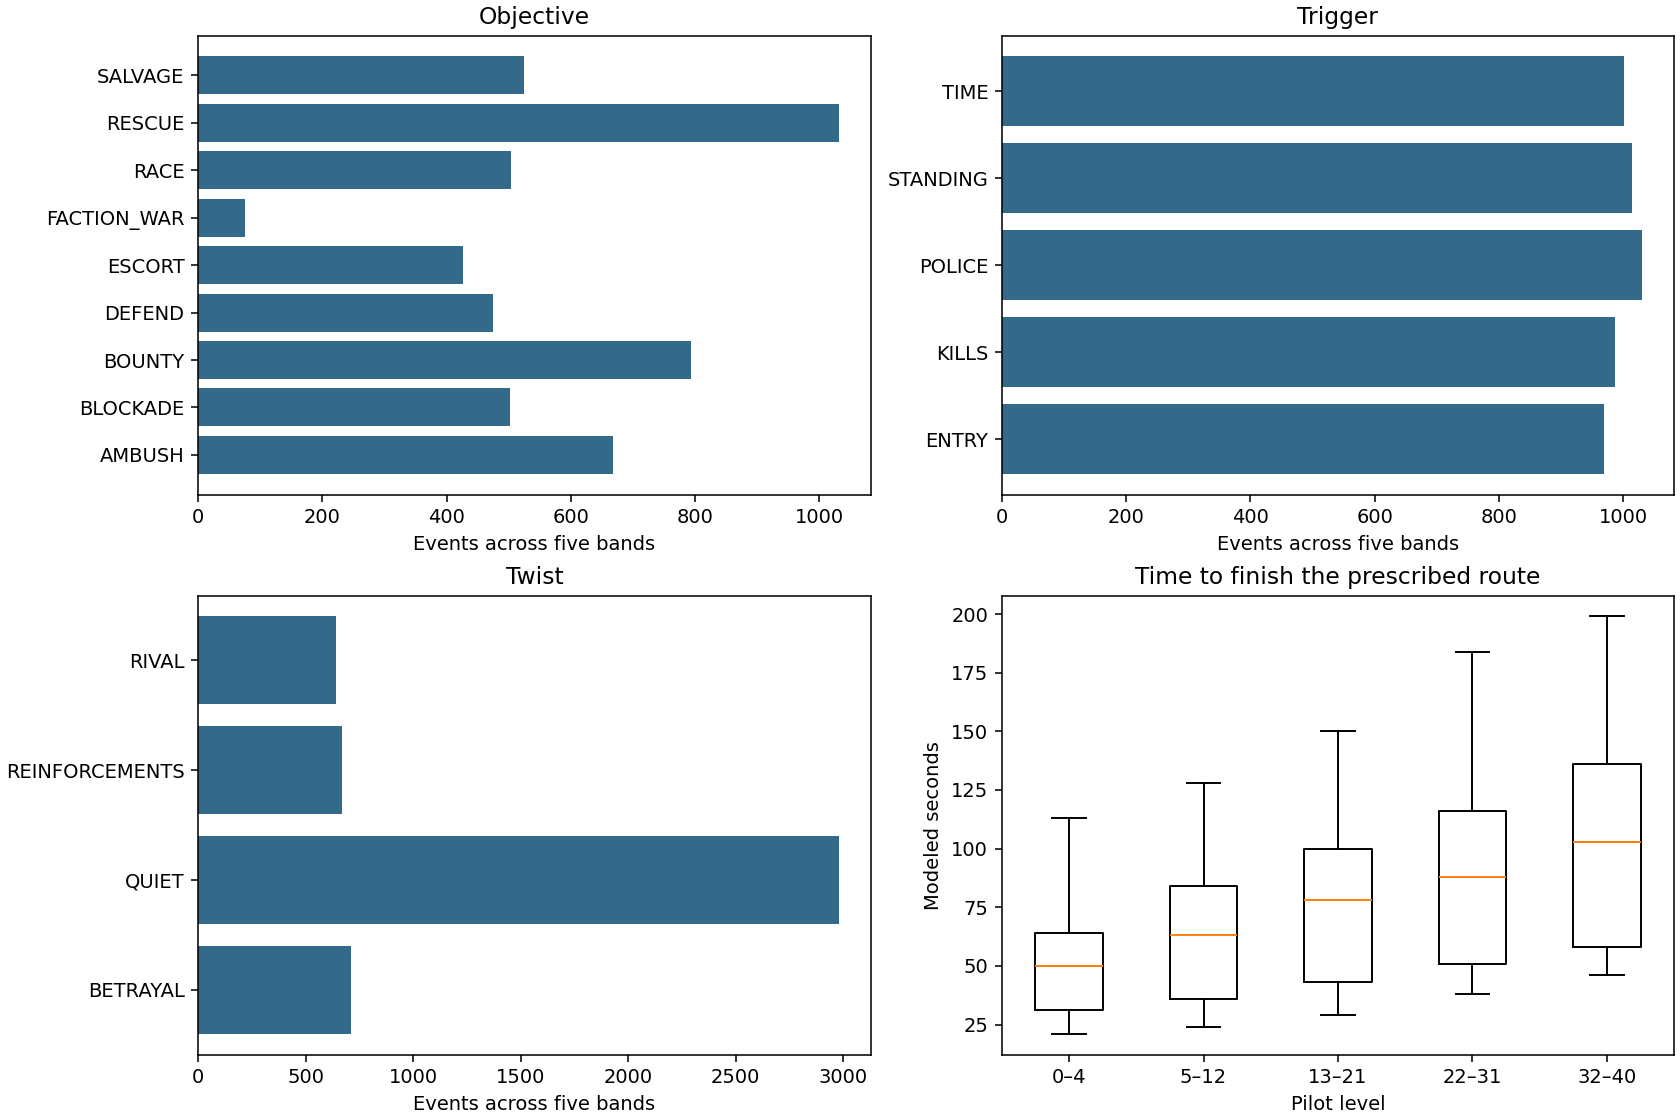 Objective
SALVAGE
RESCUE
RACE
FACTION_WAR
ESCORT
DEFEND
BOUNTY
BLOCKADE
AMBUSH
0 200 400 600 800 1000
Events across five bands
Trigger
TIME
STANDING
POLICE
KILLS
ENTRY
0 200 400 600 800 1000
Events across five bands
Twist
RIVAL
REINFORCEMENTS
QUIET
BETRAYAL
0 500 1000 1500 2000 2500 3000
Events across five bands
Time to finish the prescribed route
Modeled seconds
200
175
150
125
100
75
50
25
0–4 5–12 13–21 22–31 32–40
Pilot level